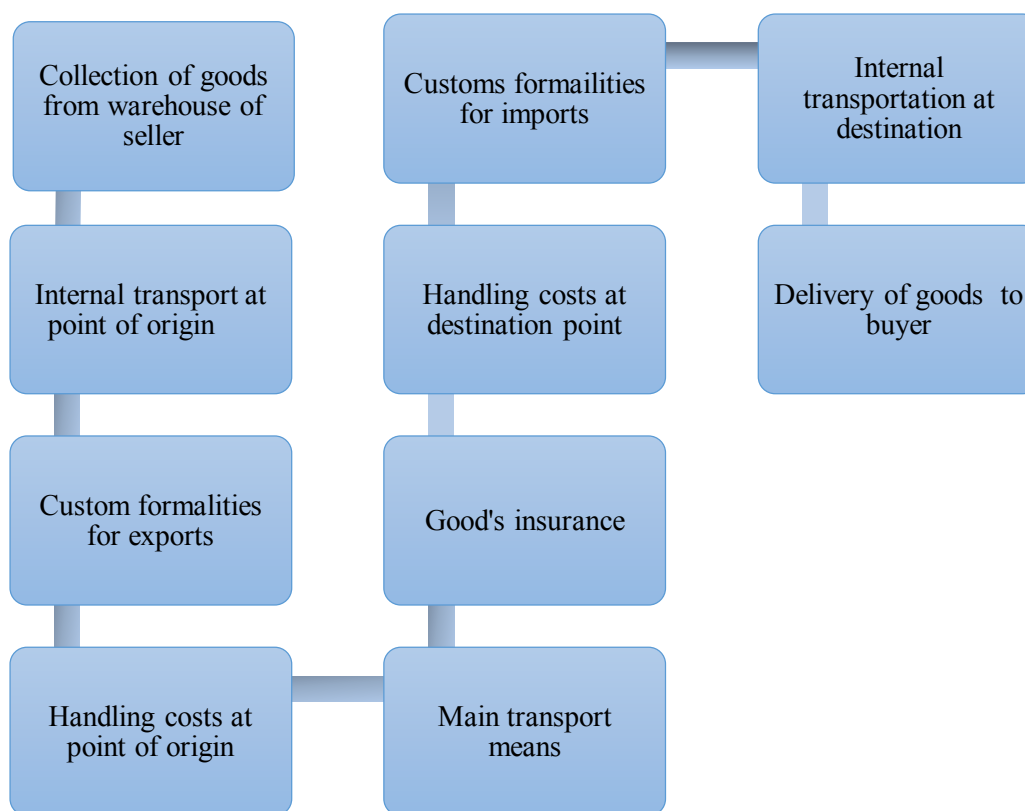 Collection of goods
from warehouse of
seller
Internal transport at
point of origin
Custom formalities
for exports
Handling costs at
point of origin
Main transport
means
Good's insurance
Handling costs at
destination point
Customs formailities
for imports
Internal
transportation at
destination
Delivery of goods to
buyer